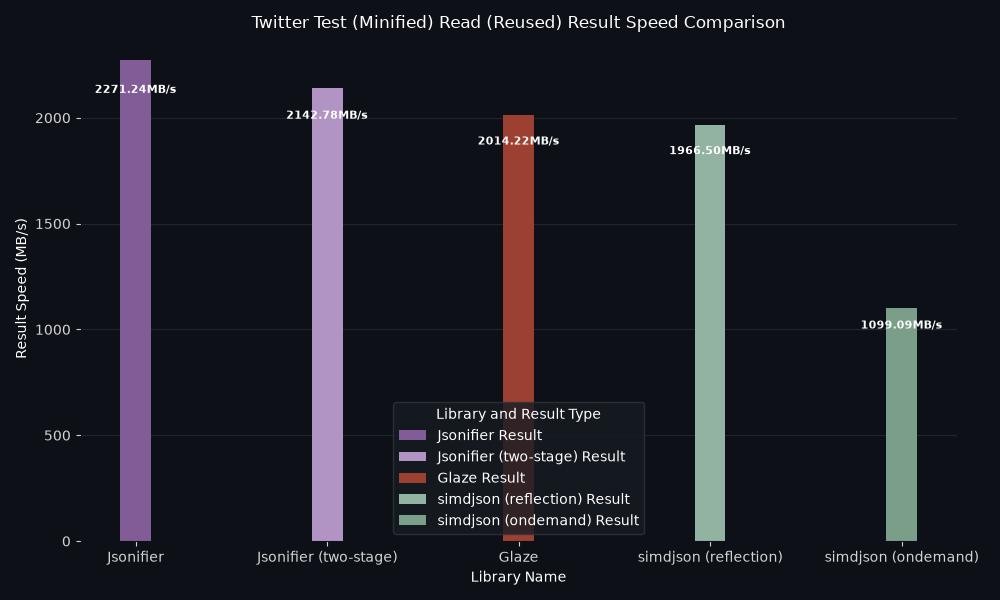 Twitter Test (Minified) Read (Reused) Result Speed Comparison
2271.24MB/s
2142.78MB/s
2014.22MB/s
1966.50MB/s
1099.09MB/s
2000
1500
1000
500
0
Result Speed (MB/s)
Library and Result Type
Jsonifier Result
Jsonifier (two-stage) Result
Glaze Result
simdjson (reflection) Result
simdjson (ondemand) Result
Jsonifier
Jsonifier (two-stage)
Glaze
simdjson (reflection)
simdjson (ondemand)
Library Name